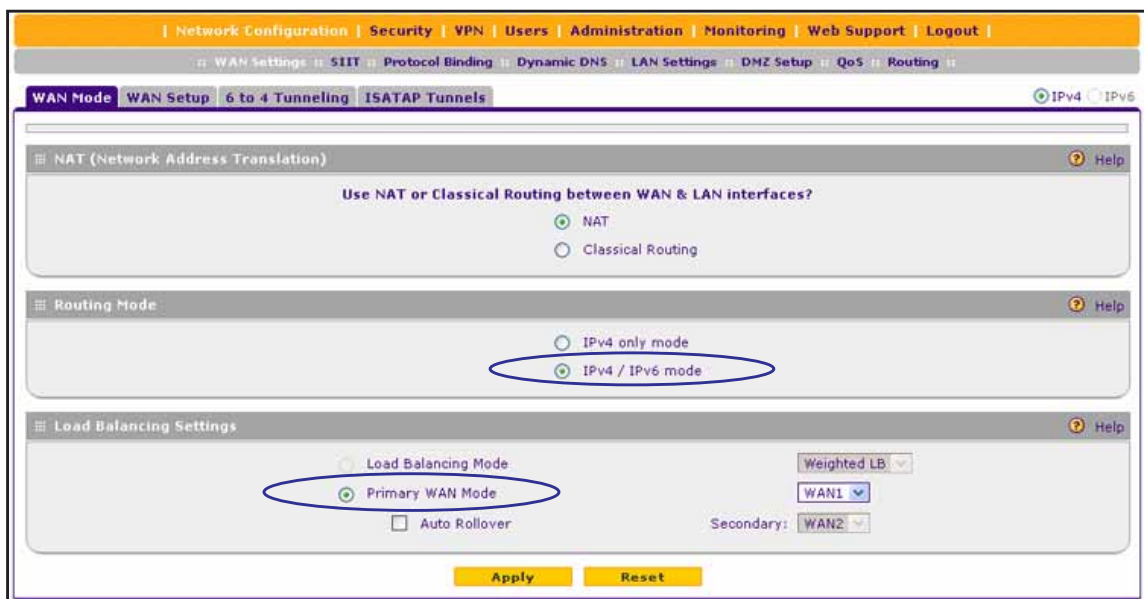 | Network Configuration | Security | VPN | Users | Administration | Monitoring | Web Support | Logout |
:: WAN Settings :: SIIT :: Protocol Binding :: Dynamic DNS :: LAN Settings :: DMZ Setup :: QoS :: Routing ::
WAN Mode WAN Setup 6 to 4 Tunneling ISATAP Tunnels IPv4 IPv6
NAT (Network Address Translation) Help
Use NAT or Classical Routing between WAN & LAN interfaces?
NAT
Classical Routing
Routing Mode Help
IPv4 only mode
IPv4 / IPv6 mode
Load Balancing Settings Help
Load Balancing Mode Weighted LB
Primary WAN Mode WAN1
Auto Rollover Secondary: WAN2
Apply Reset